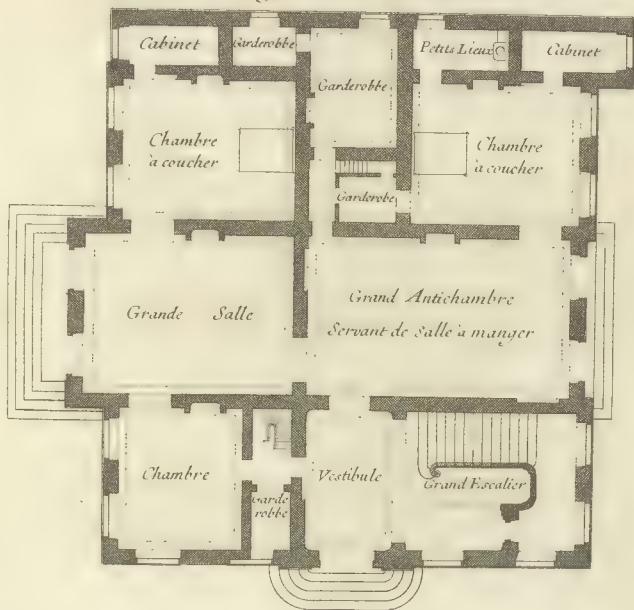 Cabinet
Garderobbe
Garderobbe
Petits Lieux
Cabinet
Chambre
à coucher
Chambre
à coucher
Garderobe
Grande Salle
Grand Antichambre
Servant de Salle à manger
Chambre
Garde
robbe
Vestibule
Grand Escalier